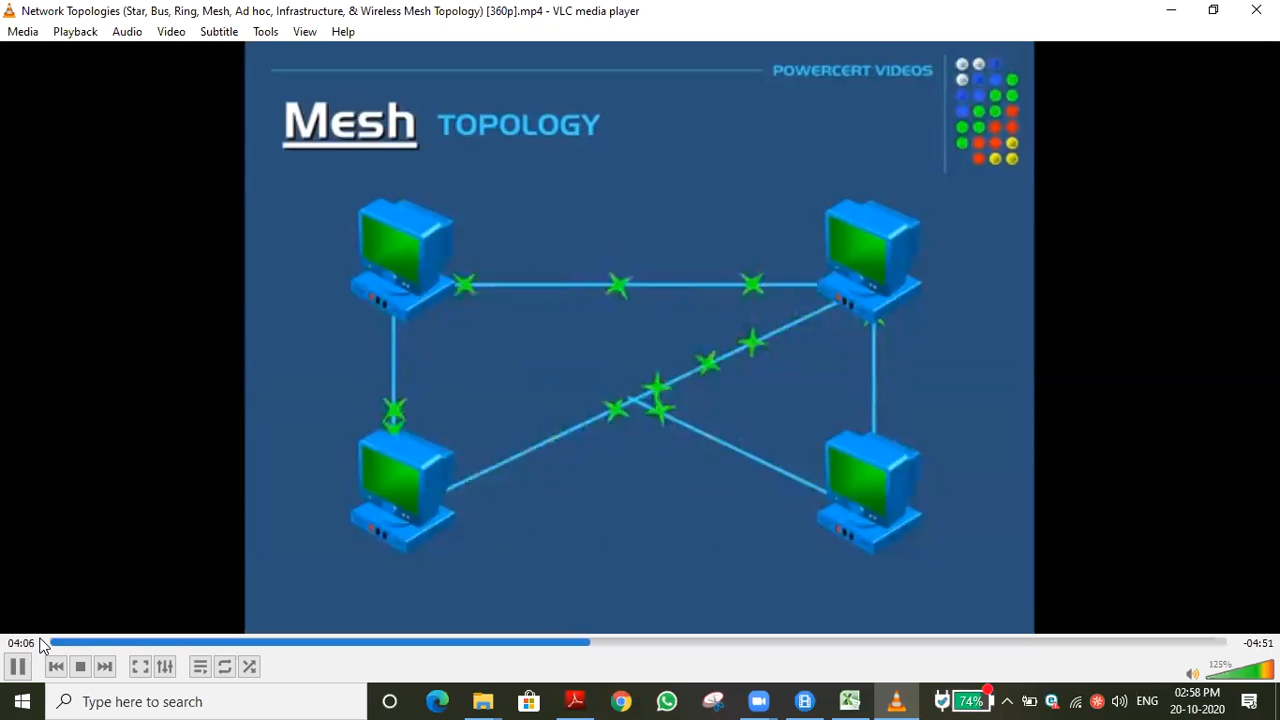 Network Topologies (Star, Bus, Ring, Mesh, Ad hoc, Infrastructure, & Wireless Mesh Topology) [360p].mp4 - VLC media player
Media Playback Audio Video Subtitle Tools View Help
POWERCERT VIDEOS
Mesh TOPOLOGY
04:06 -04:51
125%
Type here to search
74%
ENG
02:58 PM
20-10-2020